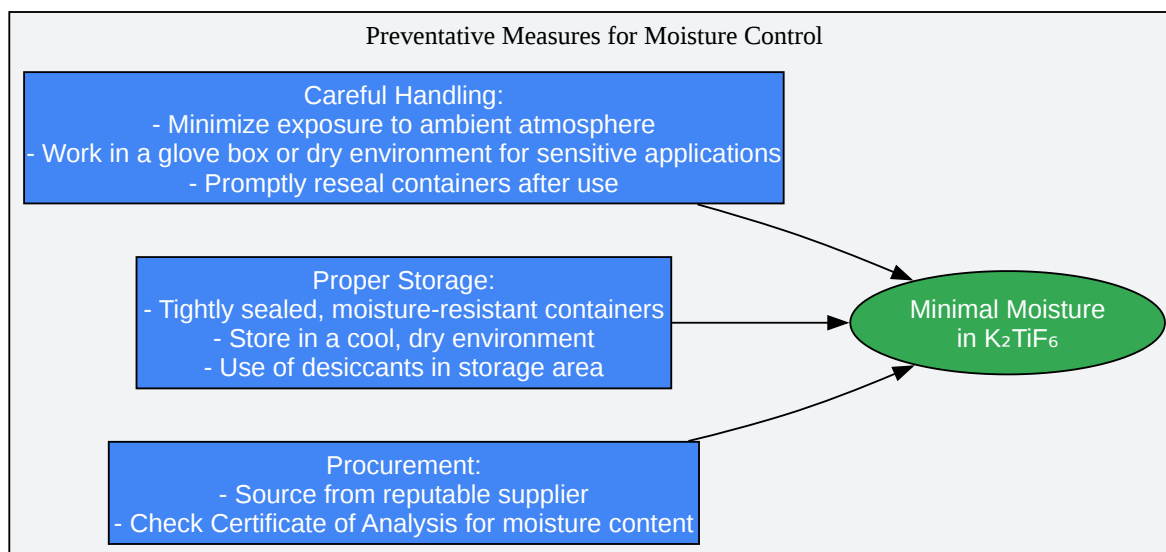 Preventative Measures for Moisture Control
Careful Handling:
- Minimize exposure to ambient atmosphere
- Work in a glove box or dry environment for sensitive applications
- Promptly reseal containers after use
Proper Storage:
- Tightly sealed, moisture-resistant containers
- Store in a cool, dry environment
- Use of desiccants in storage area
Minimal Moisture
in K₂TiF₆
Procurement:
- Source from reputable supplier
- Check Certificate of Analysis for moisture content